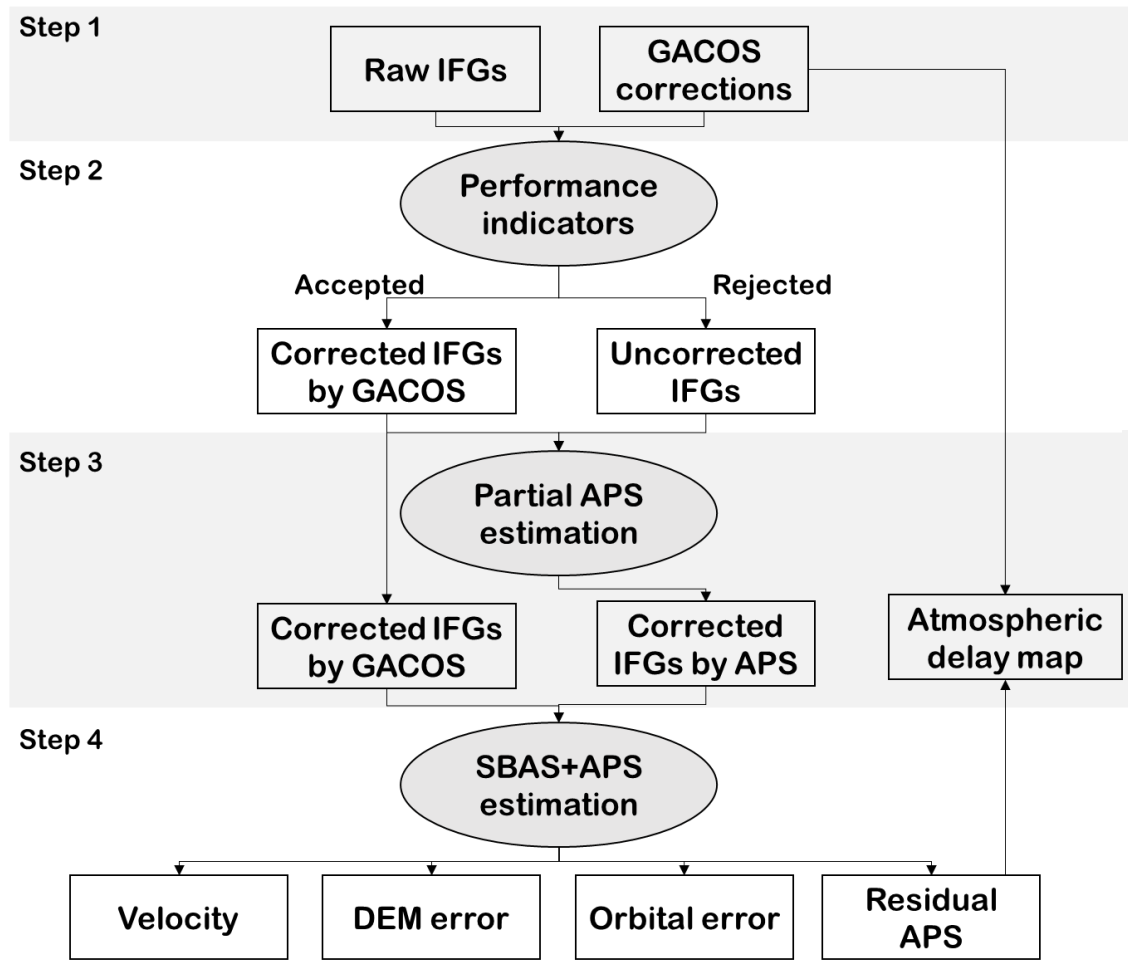 Step 1
Raw IFGs
GACOS
corrections
Step 2
Performance
indicators
Accepted
Rejected
Corrected IFGs
by GACOS
Uncorrected
IFGs
Step 3
Partial APS
estimation
Corrected IFGs
by GACOS
Corrected
IFGs by APS
Atmospheric
delay map
Step 4
SBAS+APS
estimation
Velocity
DEM error
Orbital error
Residual
APS